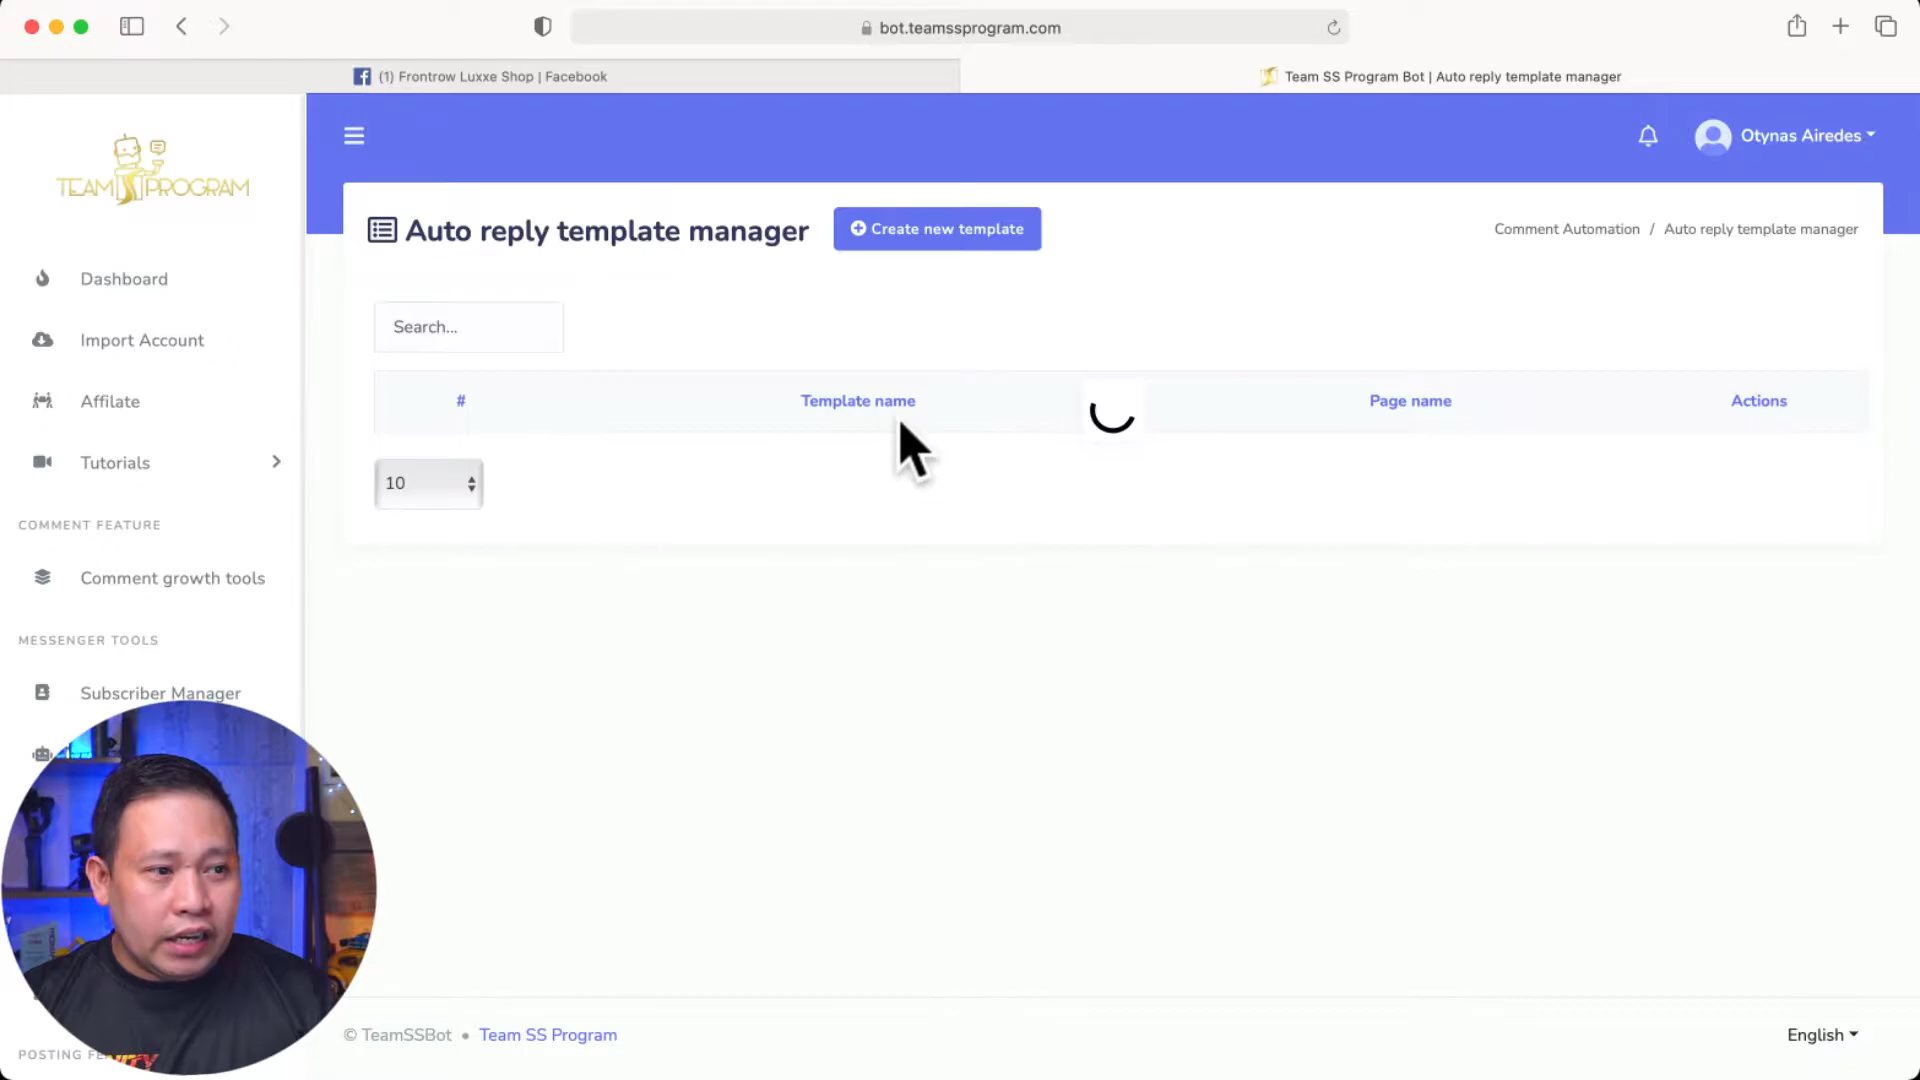 bot.teamssprogram.com
(1) Frontrow Luxxe Shop | Facebook
Team SS Program Bot | Auto reply template manager
TEAM SS PROGRAM
Otynas Airedes
Auto reply template manager
Create new template
Comment Automation / Auto reply template manager
Dashboard
Import Account
Affilate
Tutorials
COMMENT FEATURE
Comment growth tools
MESSENGER TOOLS
Subscriber Manager
Search...
# Template name Page name Actions
10
© TeamSSBot • Team SS Program
English
POSTING